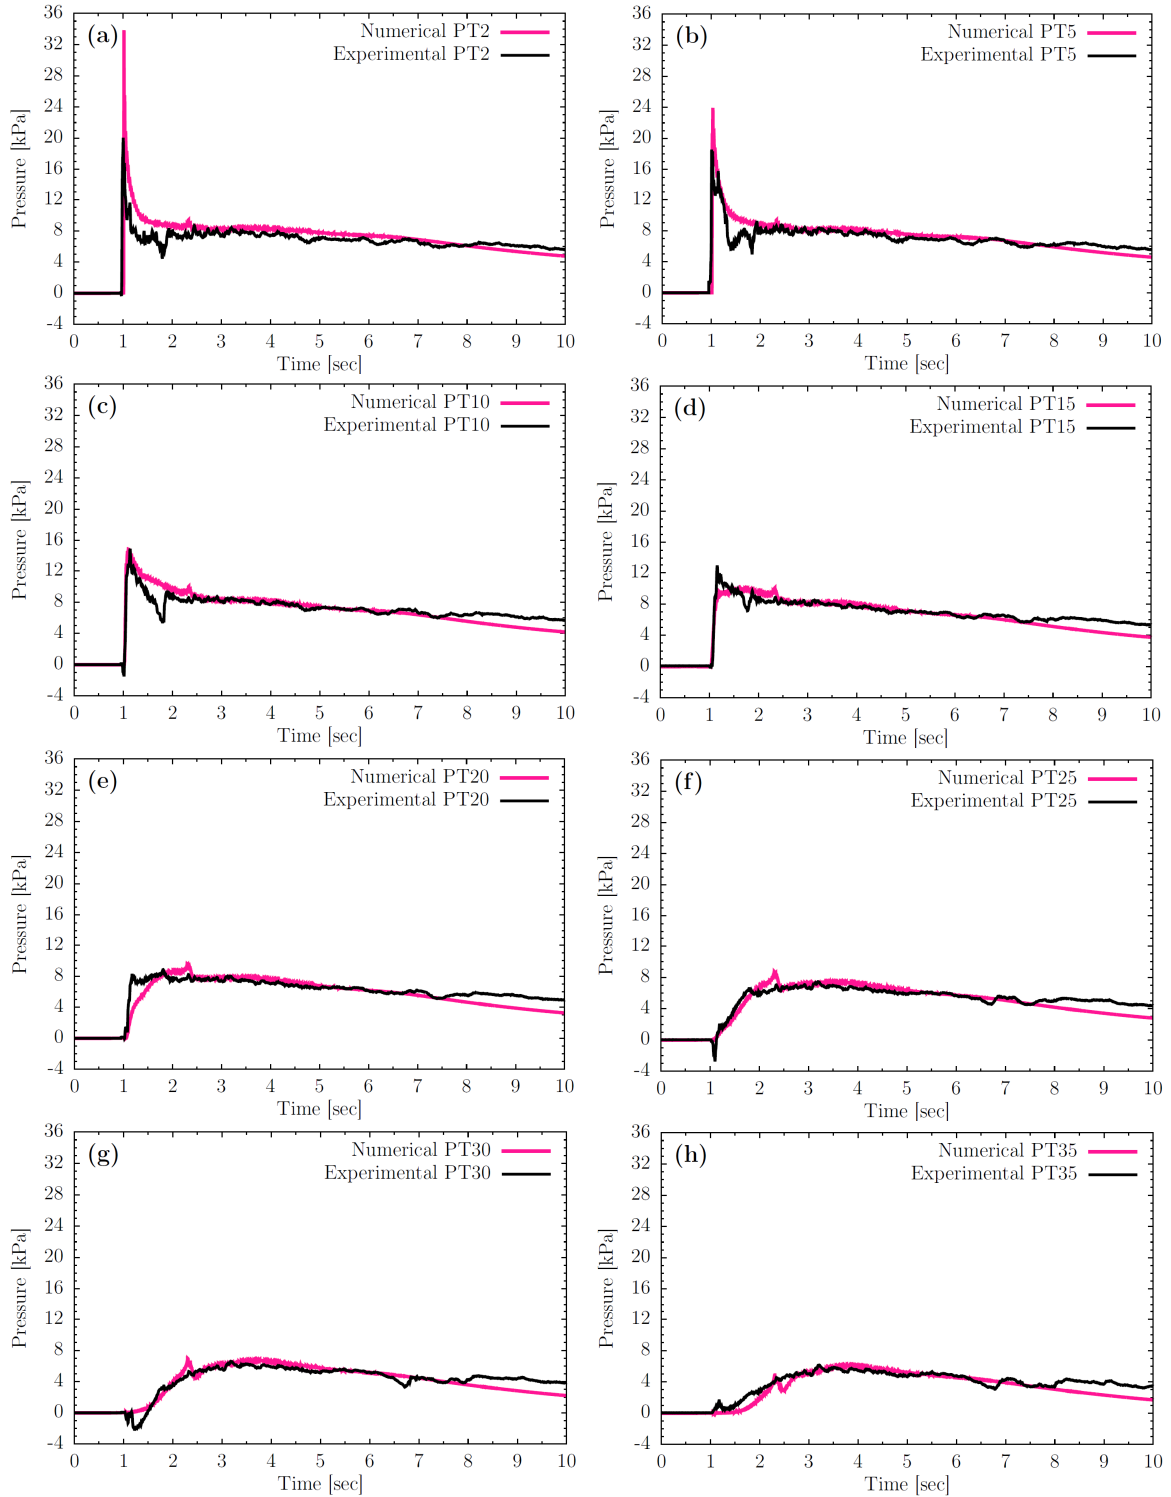 (a)
Numerical PT2
Experimental PT2
Pressure [kPa]
36
32
28
24
20
16
12
8
4
0
-4
0 1 2 3 4 5 6 7 8 9 10
Time [sec]
(b)
Numerical PT5
Experimental PT5
Pressure [kPa]
36
32
28
24
20
16
12
8
4
0
-4
0 1 2 3 4 5 6 7 8 9 10
Time [sec]
(c)
Numerical PT10
Experimental PT10
Pressure [kPa]
36
32
28
24
20
16
12
8
4
0
-4
0 1 2 3 4 5 6 7 8 9 10
Time [sec]
(d)
Numerical PT15
Experimental PT15
Pressure [kPa]
36
32
28
24
20
16
12
8
4
0
-4
0 1 2 3 4 5 6 7 8 9 10
Time [sec]
(e)
Numerical PT20
Experimental PT20
Pressure [kPa]
36
32
28
24
20
16
12
8
4
0
-4
0 1 2 3 4 5 6 7 8 9 10
Time [sec]
(f)
Numerical PT25
Experimental PT25
Pressure [kPa]
36
32
28
24
20
16
12
8
4
0
-4
0 1 2 3 4 5 6 7 8 9 10
Time [sec]
(g)
Numerical PT30
Experimental PT30
Pressure [kPa]
36
32
28
24
20
16
12
8
4
0
-4
0 1 2 3 4 5 6 7 8 9 10
Time [sec]
(h)
Numerical PT35
Experimental PT35
Pressure [kPa]
36
32
28
24
20
16
12
8
4
0
-4
0 1 2 3 4 5 6 7 8 9 10
Time [sec]